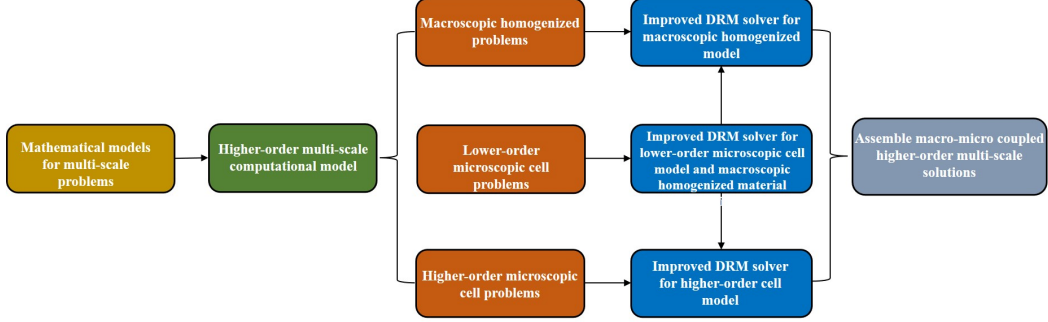 Mathematical models
for multi-scale
problems
Higher-order multi-scale
computational model
Macroscopic homogenized
problems
Lower-order
microscopic cell
problems
Higher-order microscopic
cell problems
Improved DRM solver for
macroscopic homogenized
model
Improved DRM solver for
lower-order microscopic cell
model and macroscopic
homogenized material
Improved DRM solver
for higher-order cell
model
Assemble macro-micro coupled
higher-order multi-scale
solutions